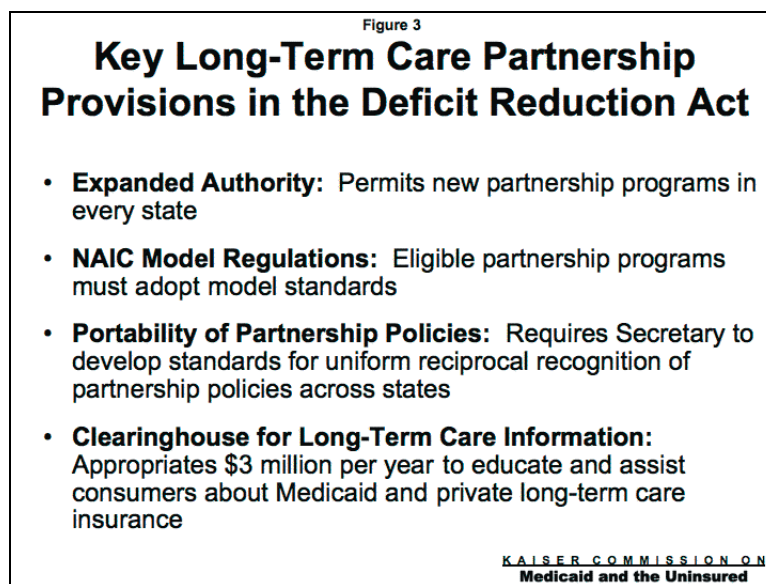 Figure 3
Key Long-Term Care Partnership
Provisions in the Deficit Reduction Act
• Expanded Authority: Permits new partnership programs in
every state
• NAIC Model Regulations: Eligible partnership programs
must adopt model standards
• Portability of Partnership Policies: Requires Secretary to
develop standards for uniform reciprocal recognition of
partnership policies across states
• Clearinghouse for Long-Term Care Information:
Appropriates $3 million per year to educate and assist
consumers about Medicaid and private long-term care
insurance
KAISER COMMISSION ON
Medicaid and the Uninsured